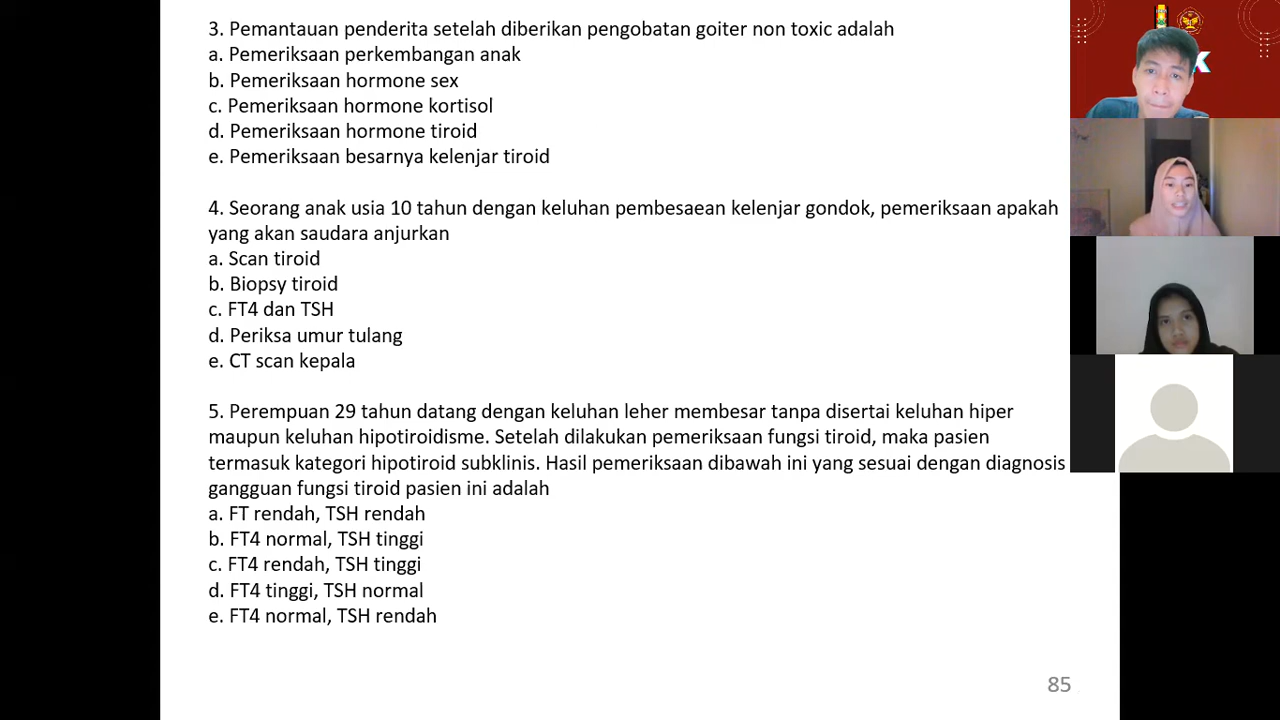 3. Pemantauan penderita setelah diberikan pengobatan goiter non toxic adalah
a. Pemeriksaan perkembangan anak
b. Pemeriksaan hormone sex
c. Pemeriksaan hormone kortisol
d. Pemeriksaan hormone tiroid
e. Pemeriksaan besarnya kelenjar tiroid
4. Seorang anak usia 10 tahun dengan keluhan pembesaean kelenjar gondok, pemeriksaan apakah
yang akan saudara anjurkan
a. Scan tiroid
b. Biopsy tiroid
c. FT4 dan TSH
d. Periksa umur tulang
e. CT scan kepala
5. Perempuan 29 tahun datang dengan keluhan leher membesar tanpa disertai keluhan hiper
maupun keluhan hipotiroidisme. Setelah dilakukan pemeriksaan fungsi tiroid, maka pasien
termasuk kategori hipotiroid subklinis. Hasil pemeriksaan dibawah ini yang sesuai dengan diagnosis
gangguan fungsi tiroid pasien ini adalah
a. FT rendah, TSH rendah
b. FT4 normal, TSH tinggi
c. FT4 rendah, TSH tinggi
d. FT4 tinggi, TSH normal
e. FT4 normal, TSH rendah
85